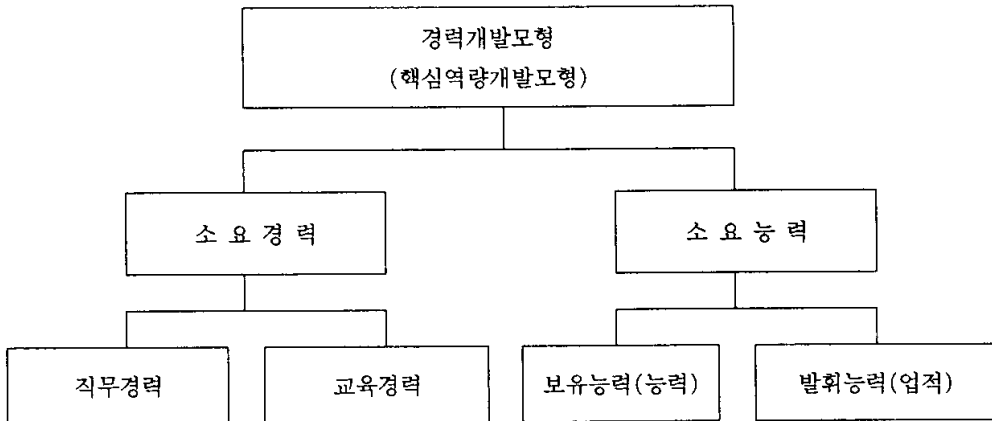 경력개발모형
(핵심역량개발모형)
소 요 경 력
소 요 능 력
직무경력
교육경력
보유능력(능력)
발휘능력(업적)